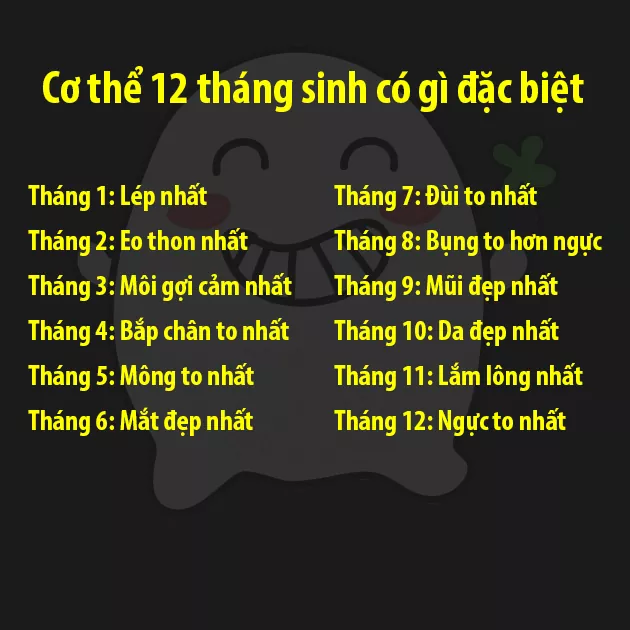 Cơ thể 12 tháng sinh có gì đặc biệt
Tháng 1: Lép nhất
Tháng 2: Eo thon nhất
Tháng 3: Môi gợi cảm nhất
Tháng 4: Bắp chân to nhất
Tháng 5: Mông to nhất
Tháng 6: Mắt đẹp nhất
Tháng 7: Đùi to nhất
Tháng 8: Bụng to hơn ngực
Tháng 9: Mũi đẹp nhất
Tháng 10: Da đẹp nhất
Tháng 11: Lắm lông nhất
Tháng 12: Ngực to nhất